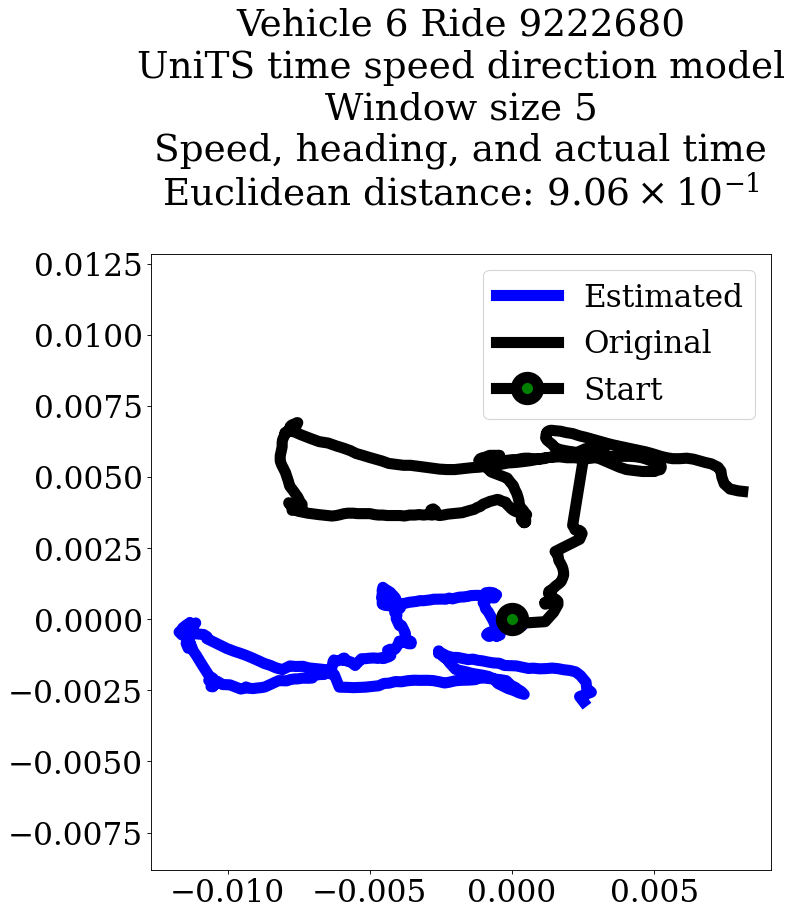 Vehicle 6 Ride 9222680
UniTS time speed direction model
Window size 5
Speed, heading, and actual time
Euclidean distance: 9.06 × 10⁻¹
Estimated
Original
Start
0.0125
0.0100
0.0075
0.0050
0.0025
0.0000
−0.0025
−0.0050
−0.0075
−0.010 −0.005 0.000 0.005